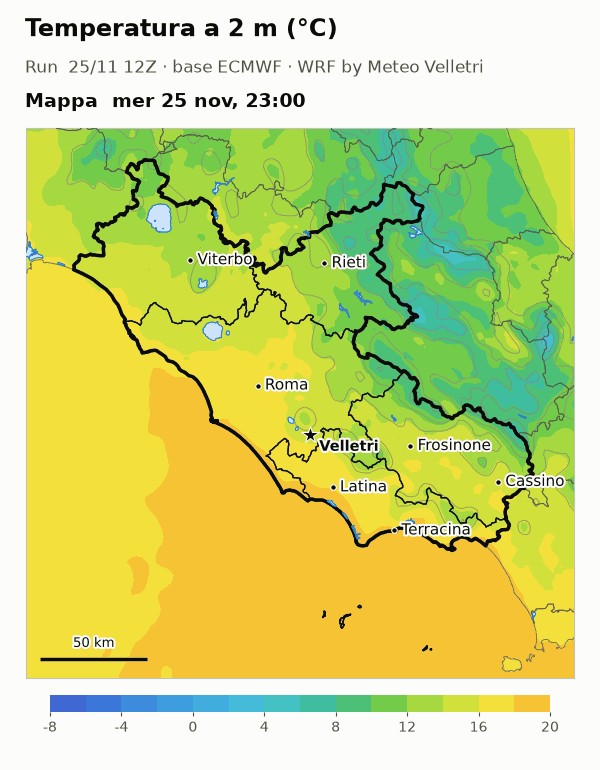 Temperatura a 2 m (°C)
Run 25/11 12Z · base ECMWF · WRF by Meteo Velletri
Mappa mer 25 nov, 23:00
Viterbo
Rieti
Roma
Velletri
Frosinone
Cassino
Latina
Terracina
50 km
-8 -4 0 4 8 12 16 20